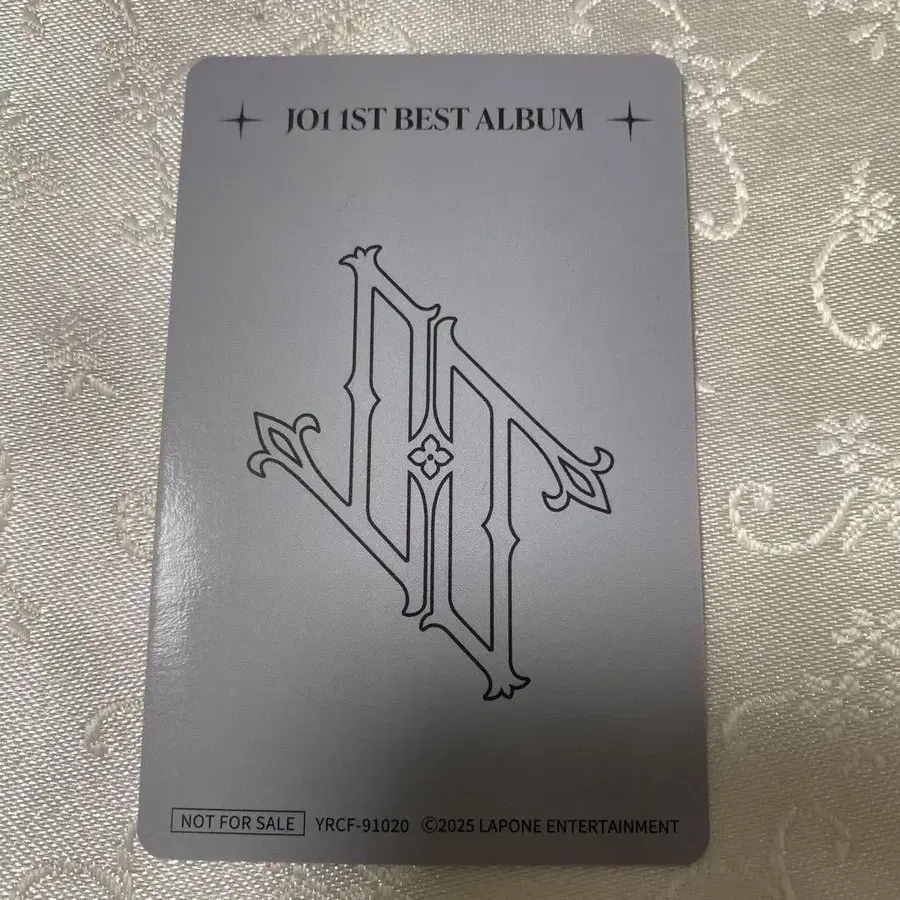 JO1 1ST BEST ALBUM
NOT FOR SALE YRCF-91020 ©2025 LAPONE ENTERTAINMENT